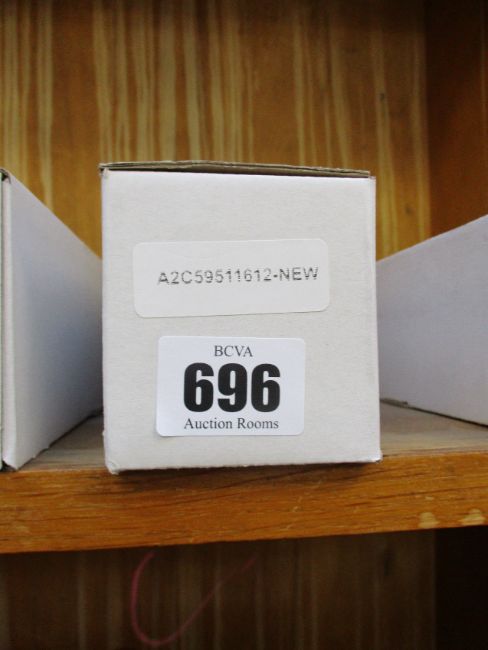 A2C59511612-NEW
BCVA
696
Auction Rooms